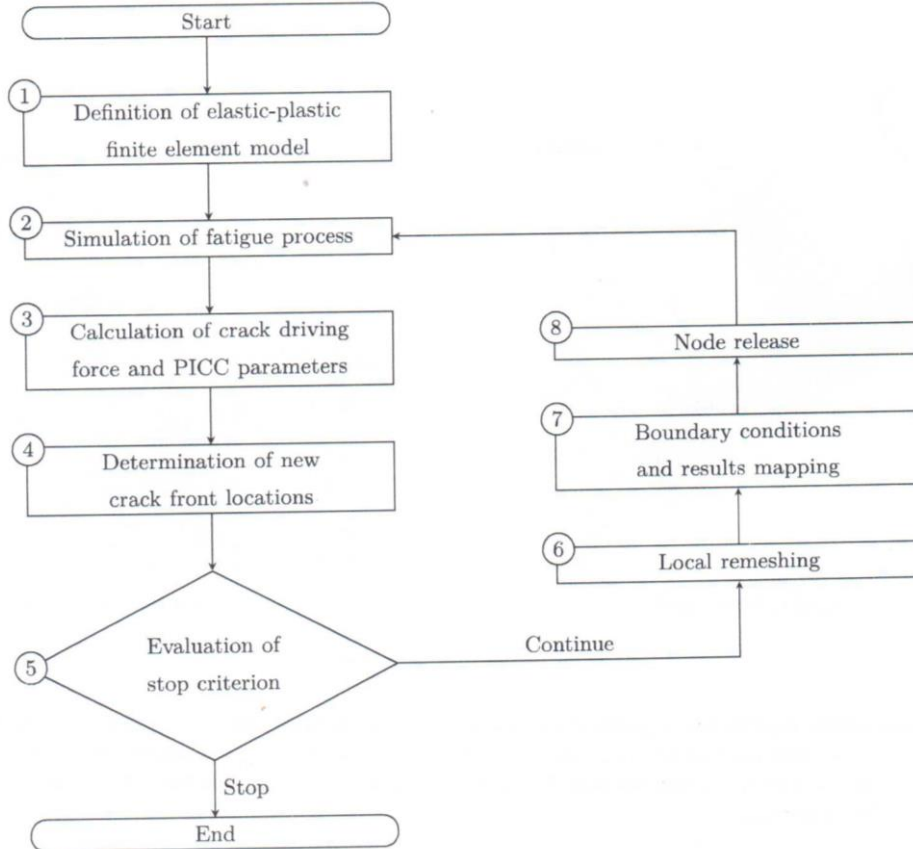 Start
1
Definition of elastic-plastic
finite element model
2
Simulation of fatigue process
3
Calculation of crack driving
force and PICC parameters
4
Determination of new
crack front locations
5
Evaluation of
stop criterion
Continue
Stop
End
6
Local remeshing
7
Boundary conditions
and results mapping
8
Node release